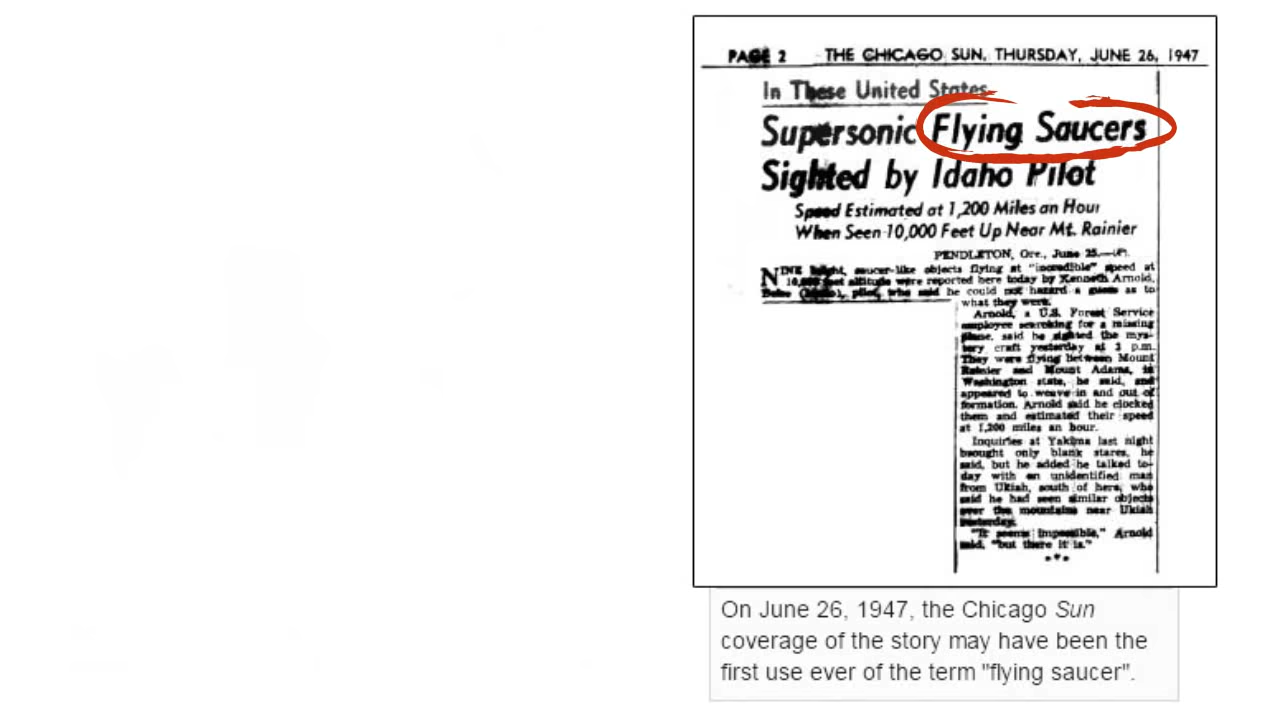 PAGE 2 THE CHICAGO SUN, THURSDAY, JUNE 26, 1947
In These United States
Supersonic Flying Saucers
Sighted by Idaho Pilot
Speed Estimated at 1,200 Miles an Hour
When Seen 10,000 Feet Up Near Mt. Rainier
PENDLETON, Ore., June 25.—(P).
NINE bright, saucer-like objects flying at "incredible" speed at
10,000 feet altitude were reported here today by Kenneth Arnold,
Boise (Idaho), pilot, who said he could not hazard a guess as to
what they were.
Arnold, a U.S. Forest Service
employee searching for a missing
plane, said he sighted the mys-
tery craft yesterday at 3 p.m.
They were flying between Mount
Rainier and Mount Adams, in
Washington state, he said, and
appeared to weave in and out of
formation. Arnold said he clocked
them and estimated their speed
at 1,200 miles an hour.
Inquiries at Yakima last night
brought only blank stares, he
said, but he added he talked to-
day with an unidentified man
from Ukiah, south of here, who
said he had seen similar objects
over the mountains near Ukiah
yesterday.
"It seems impossible," Arnold
said, "but there it is."
On June 26, 1947, the Chicago Sun
coverage of the story may have been the
first use ever of the term "flying saucer".